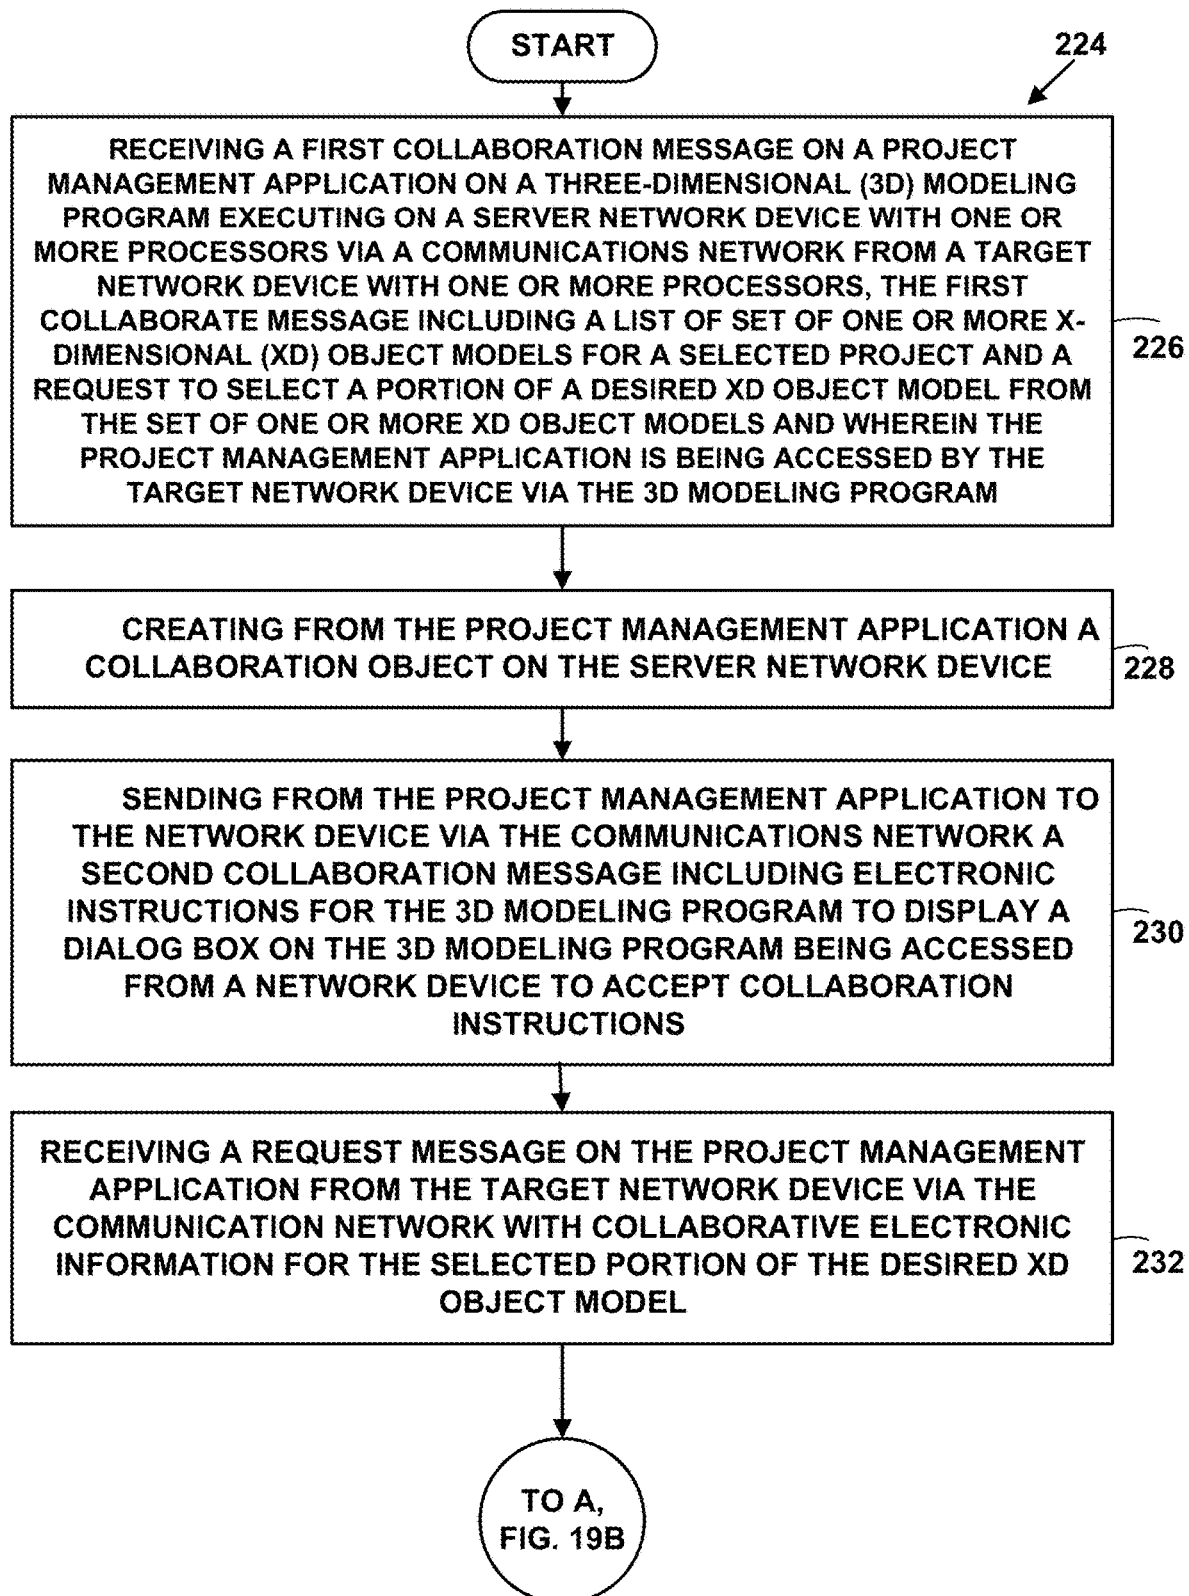 START
224
RECEIVING A FIRST COLLABORATION MESSAGE ON A PROJECT
MANAGEMENT APPLICATION ON A THREE-DIMENSIONAL (3D) MODELING
PROGRAM EXECUTING ON A SERVER NETWORK DEVICE WITH ONE OR
MORE PROCESSORS VIA A COMMUNICATIONS NETWORK FROM A TARGET
NETWORK DEVICE WITH ONE OR MORE PROCESSORS, THE FIRST
COLLABORATE MESSAGE INCLUDING A LIST OF SET OF ONE OR MORE X-
DIMENSIONAL (XD) OBJECT MODELS FOR A SELECTED PROJECT AND A
REQUEST TO SELECT A PORTION OF A DESIRED XD OBJECT MODEL FROM
THE SET OF ONE OR MORE XD OBJECT MODELS AND WHEREIN THE
PROJECT MANAGEMENT APPLICATION IS BEING ACCESSED BY THE
TARGET NETWORK DEVICE VIA THE 3D MODELING PROGRAM
226
CREATING FROM THE PROJECT MANAGEMENT APPLICATION A
COLLABORATION OBJECT ON THE SERVER NETWORK DEVICE
228
SENDING FROM THE PROJECT MANAGEMENT APPLICATION TO
THE NETWORK DEVICE VIA THE COMMUNICATIONS NETWORK A
SECOND COLLABORATION MESSAGE INCLUDING ELECTRONIC
INSTRUCTIONS FOR THE 3D MODELING PROGRAM TO DISPLAY A
DIALOG BOX ON THE 3D MODELING PROGRAM BEING ACCESSED
FROM A NETWORK DEVICE TO ACCEPT COLLABORATION
INSTRUCTIONS
230
RECEIVING A REQUEST MESSAGE ON THE PROJECT MANAGEMENT
APPLICATION FROM THE TARGET NETWORK DEVICE VIA THE
COMMUNICATION NETWORK WITH COLLABORATIVE ELECTRONIC
INFORMATION FOR THE SELECTED PORTION OF THE DESIRED XD
OBJECT MODEL
232
TO A,
FIG. 19B